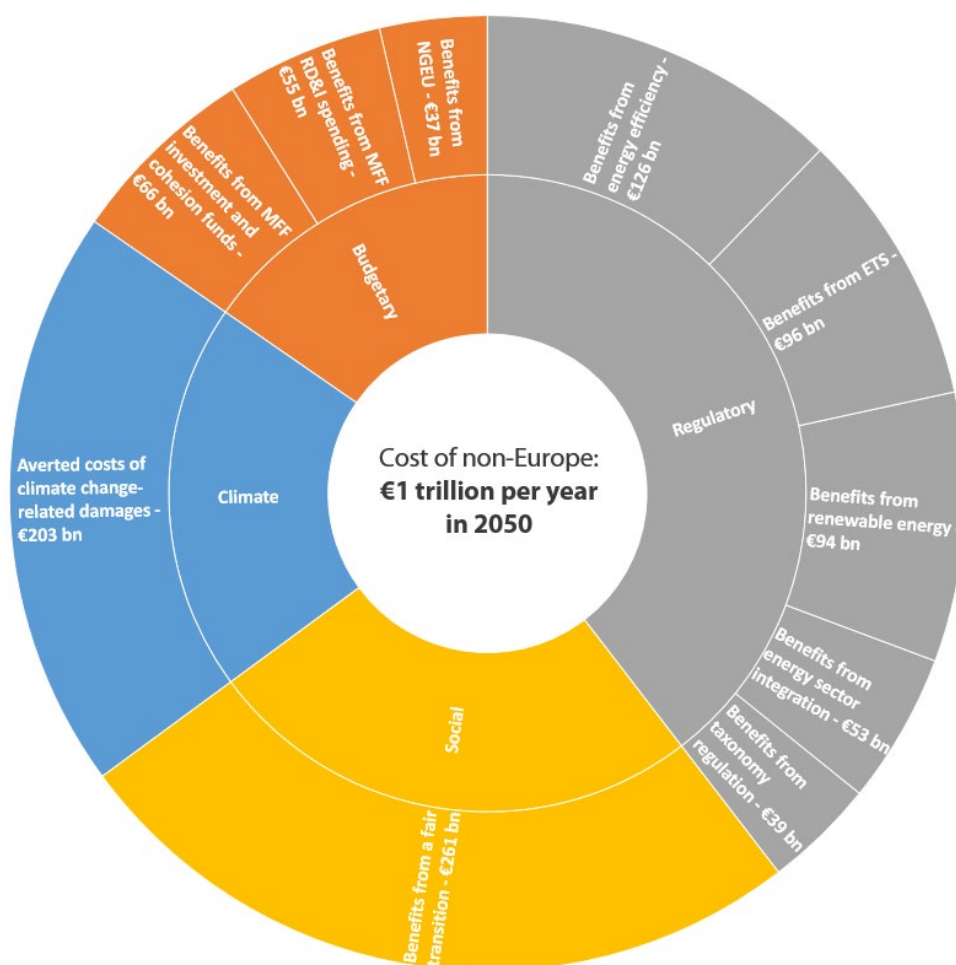 Cost of non-Europe:
€1 trillion per year
in 2050
Regulatory
Benefits from
energy efficiency -
€126 bn
Benefits from ETS -
€96 bn
Benefits from
renewable energy -
€94 bn
Benefits from
energy sector
integration - €53 bn
Benefits from
taxonomy
regulation - €39 bn
Social
Benefits from a fair
transition - €261 bn
Climate
Averted costs of
climate change-
related damages -
€203 bn
Budgetary
Benefits from MFF
investment and
cohesion funds -
€66 bn
Benefits from MFF
RD&I spending -
€55 bn
Benefits from
NGEU - €37 bn